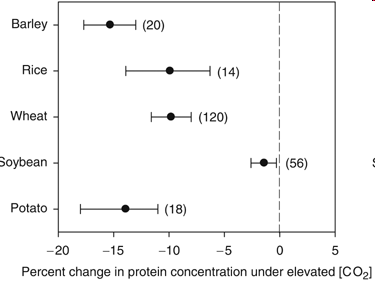 Barley
(20)
Rice
(14)
Wheat
(120)
Soybean
(56)
S
Potato
(18)
−20 −15 −10 −5 0 5
Percent change in protein concentration under elevated [CO2]